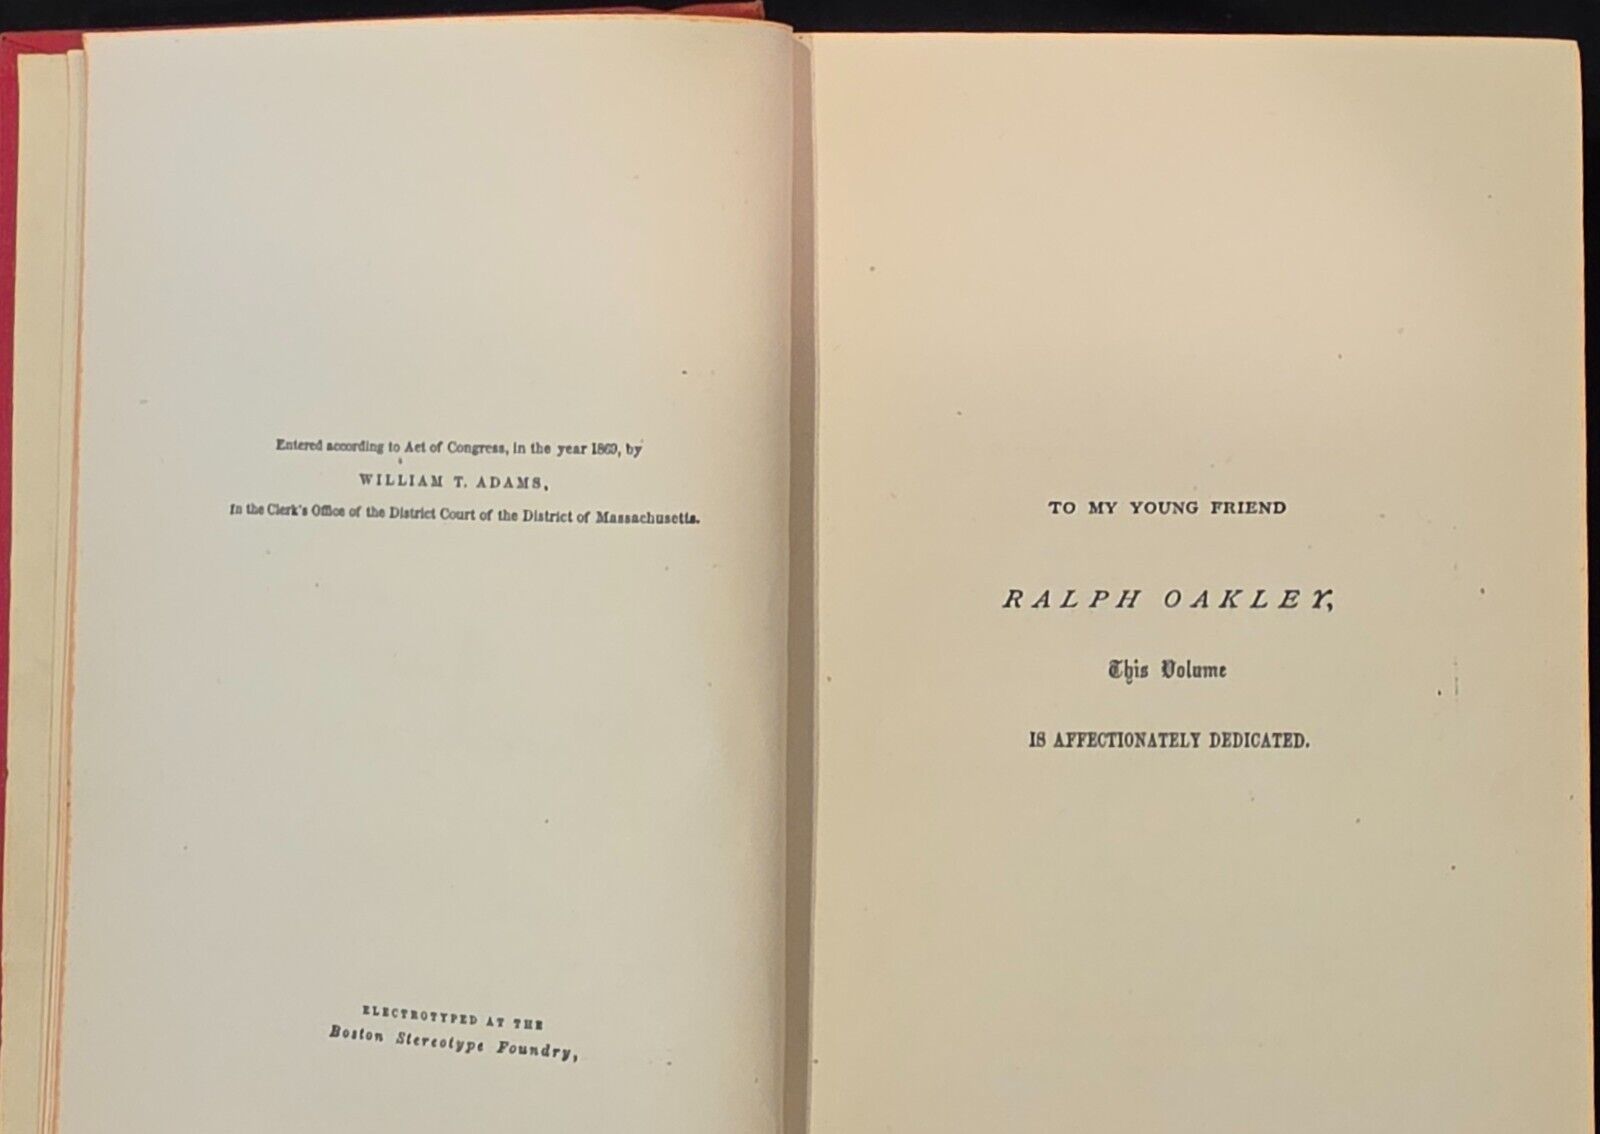 Entered according to Act of Congress, in the year 1869, by
WILLIAM T. ADAMS,
In the Clerk's Office of the District Court of the District of Massachusetts.
ELECTROTYPED AT THE
Boston Stereotype Foundry,
TO MY YOUNG FRIEND
RALPH OAKLEY,
This Volume
IS AFFECTIONATELY DEDICATED.